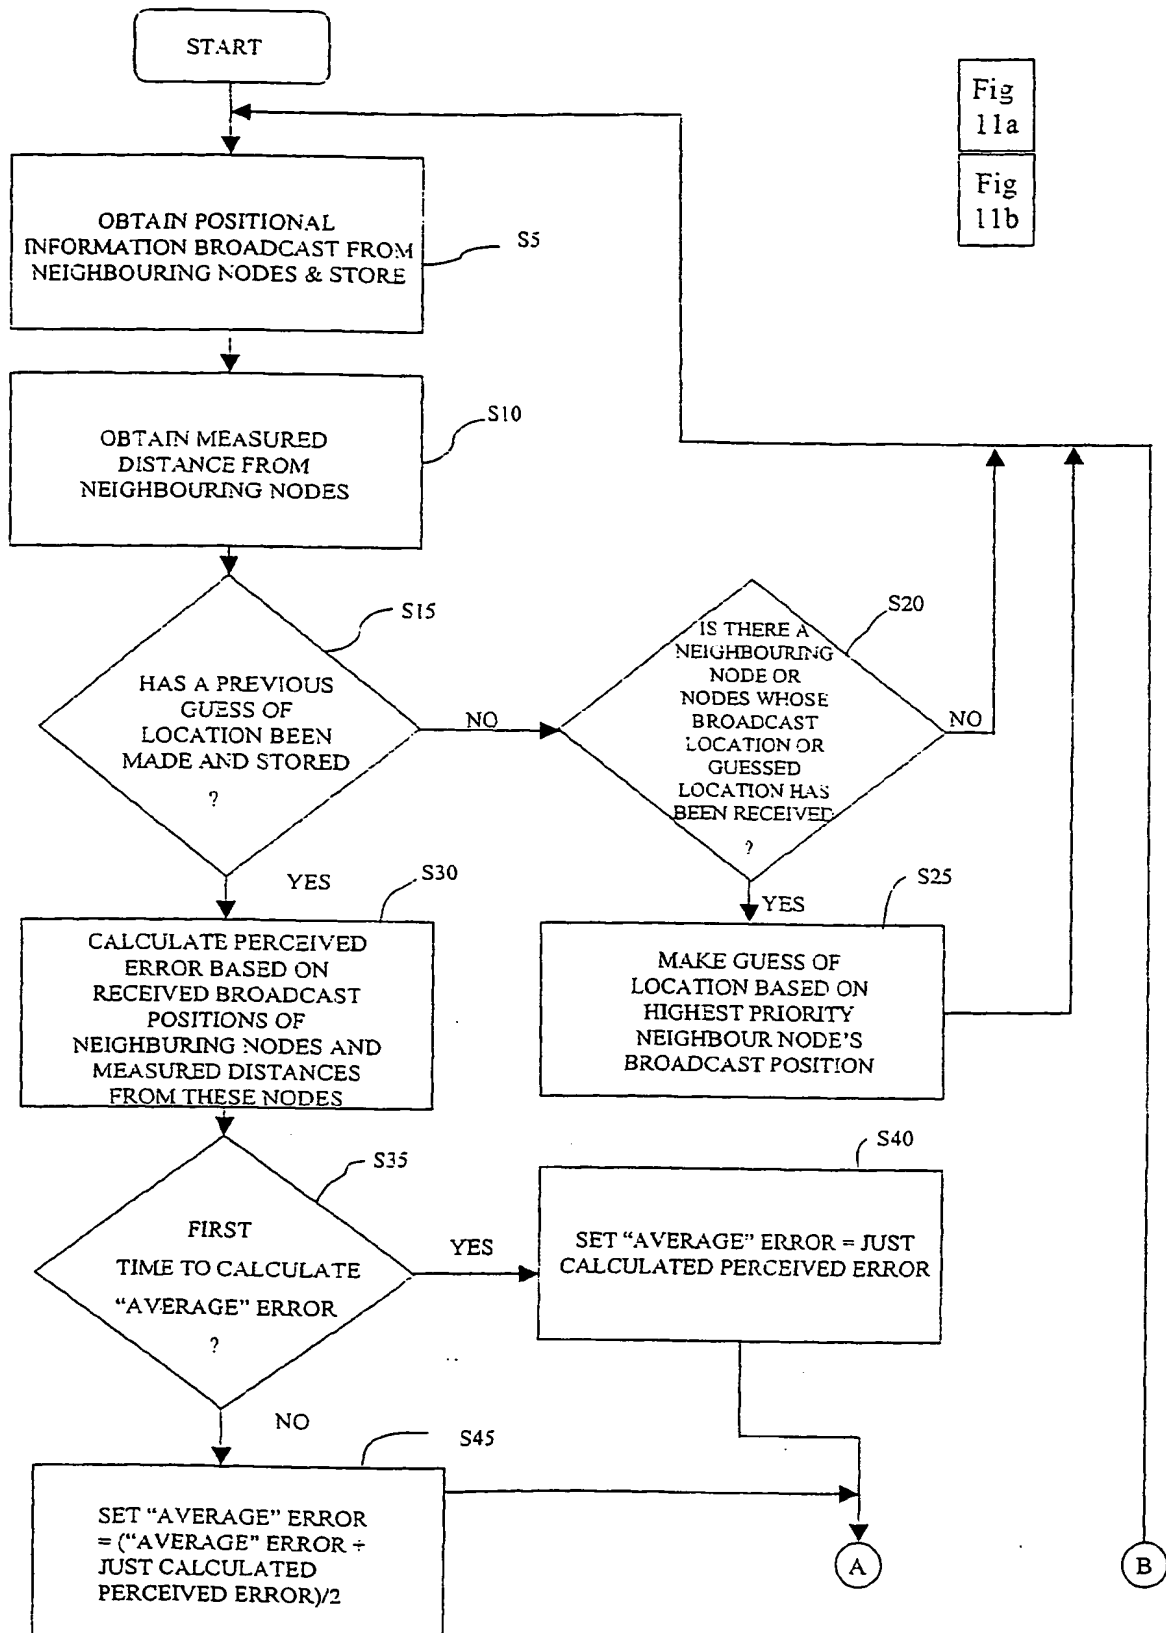 START
Fig
11a
Fig
11b
OBTAIN POSITIONAL
INFORMATION BROADCAST FROM
NEIGHBOURING NODES & STORE
S5
OBTAIN MEASURED
DISTANCE FROM
NEIGHBOURING NODES
S10
HAS A PREVIOUS
GUESS OF
LOCATION BEEN
MADE AND STORED
?
S15
NO
IS THERE A
NEIGHBOURING
NODE OR
NODES WHOSE
BROADCAST
LOCATION OR
GUESSED
LOCATION HAS
BEEN RECEIVED
?
S20
NO
YES
S30
YES
S25
CALCULATE PERCEIVED
ERROR BASED ON
RECEIVED BROADCAST
POSITIONS OF
NEIGHBURING NODES AND
MEASURED DISTANCES
FROM THESE NODES
MAKE GUESS OF
LOCATION BASED ON
HIGHEST PRIORITY
NEIGHBOUR NODE'S
BROADCAST POSITION
FIRST
TIME TO CALCULATE
“AVERAGE” ERROR
?
S35
YES
S40
SET “AVERAGE” ERROR = JUST
CALCULATED PERCEIVED ERROR
NO
S45
SET “AVERAGE” ERROR
= (“AVERAGE” ERROR ÷
JUST CALCULATED
PERCEIVED ERROR)/2
A
B